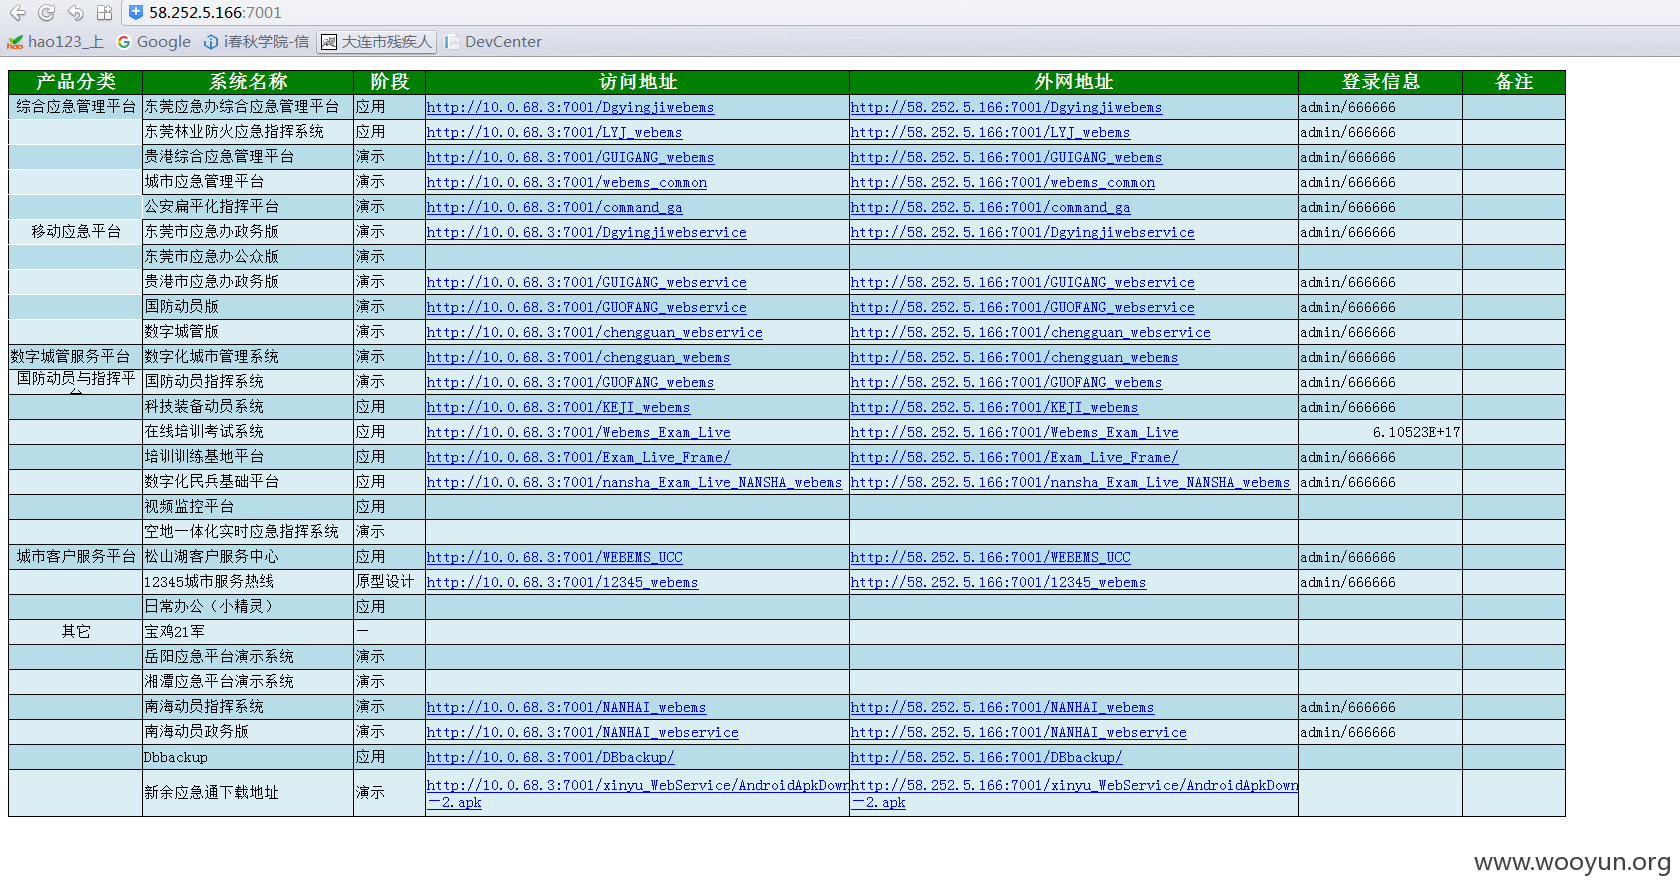 58.252.5.166:7001
hao123_上 Google i春秋学院-信 大连市残疾人 DevCenter
产品分类 系统名称 阶段 访问地址 外网地址 登录信息 备注
综合应急管理平台 东莞应急办综合应急管理平台 应用 http://10.0.68.3:7001/Dgyingjiwebems http://58.252.5.166:7001/Dgyingjiwebems admin/666666
东莞林业防火应急指挥系统 应用 http://10.0.68.3:7001/LYJ_webems http://58.252.5.166:7001/LYJ_webems admin/666666
贵港综合应急管理平台 演示 http://10.0.68.3:7001/GUIGANG_webems http://58.252.5.166:7001/GUIGANG_webems admin/666666
城市应急管理平台 演示 http://10.0.68.3:7001/webems_common http://58.252.5.166:7001/webems_common admin/666666
公安扁平化指挥平台 演示 http://10.0.68.3:7001/command_ga http://58.252.5.166:7001/command_ga admin/666666
移动应急平台 东莞市应急办政务版 演示 http://10.0.68.3:7001/Dgyingjiwebservice http://58.252.5.166:7001/Dgyingjiwebservice admin/666666
东莞市应急办公众版 演示
贵港市应急办政务版 演示 http://10.0.68.3:7001/GUIGANG_webservice http://58.252.5.166:7001/GUIGANG_webservice admin/666666
国防动员版 演示 http://10.0.68.3:7001/GUOFANG_webservice http://58.252.5.166:7001/GUOFANG_webservice admin/666666
数字城管版 演示 http://10.0.68.3:7001/chengguan_webservice http://58.252.5.166:7001/chengguan_webservice admin/666666
数字城管服务平台 数字化城市管理系统 演示 http://10.0.68.3:7001/chengguan_webems http://58.252.5.166:7001/chengguan_webems admin/666666
国防动员与指挥平 国防动员指挥系统 演示 http://10.0.68.3:7001/GUOFANG_webems http://58.252.5.166:7001/GUOFANG_webems admin/666666
科技装备动员系统 应用 http://10.0.68.3:7001/KEJI_webems http://58.252.5.166:7001/KEJI_webems admin/666666
在线培训考试系统 应用 http://10.0.68.3:7001/Webems_Exam_Live http://58.252.5.166:7001/Webems_Exam_Live 6.10523E+17
培训训练基地平台 应用 http://10.0.68.3:7001/Exam_Live_Frame/ http://58.252.5.166:7001/Exam_Live_Frame/ admin/666666
数字化民兵基础平台 应用 http://10.0.68.3:7001/nansha_Exam_Live_NANSHA_webems http://58.252.5.166:7001/nansha_Exam_Live_NANSHA_webems admin/666666
视频监控平台 应用
空地一体化实时应急指挥系统 演示
城市客户服务平台 松山湖客户服务中心 应用 http://10.0.68.3:7001/WEBEMS_UCC http://58.252.5.166:7001/WEBEMS_UCC admin/666666
12345城市服务热线 原型设计 http://10.0.68.3:7001/12345_webems http://58.252.5.166:7001/12345_webems admin/666666
日常办公（小精灵） 应用
其它 宝鸡21军 —
岳阳应急平台演示系统 演示
湘潭应急平台演示系统 演示
南海动员指挥系统 演示 http://10.0.68.3:7001/NANHAI_webems http://58.252.5.166:7001/NANHAI_webems admin/666666
南海动员政务版 演示 http://10.0.68.3:7001/NANHAI_webservice http://58.252.5.166:7001/NANHAI_webservice admin/666666
Dbbackup 应用 http://10.0.68.3:7001/DBbackup/ http://58.252.5.166:7001/DBbackup/
新余应急通下载地址 演示 http://10.0.68.3:7001/xinyu_WebService/AndroidApkDown http://58.252.5.166:7001/xinyu_WebService/AndroidApkDown
—2.apk —2.apk
www.wooyun.org